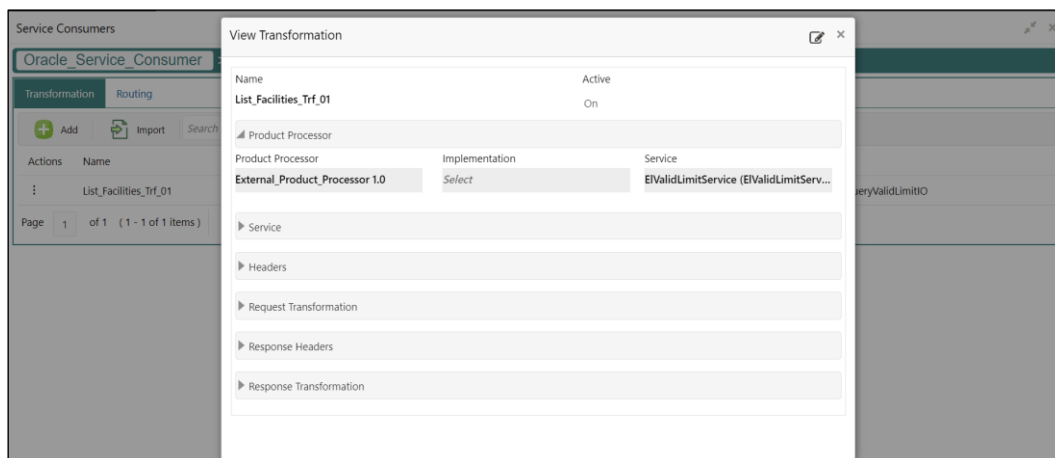 Service Consumers
Oracle_Service_Consumer
Transformation Routing
Add Import Search
Actions Name
List_Facilities_Trf_01
Page 1 of 1 ( 1 - 1 of 1 items )
View Transformation ×
Name Active
List_Facilities_Trf_01 On
Product Processor
Product Processor Implementation Service
External_Product_Processor 1.0 Select ElValidLimitService (ElValidLimitServ...
Service
Headers
Request Transformation
Response Headers
Response Transformation